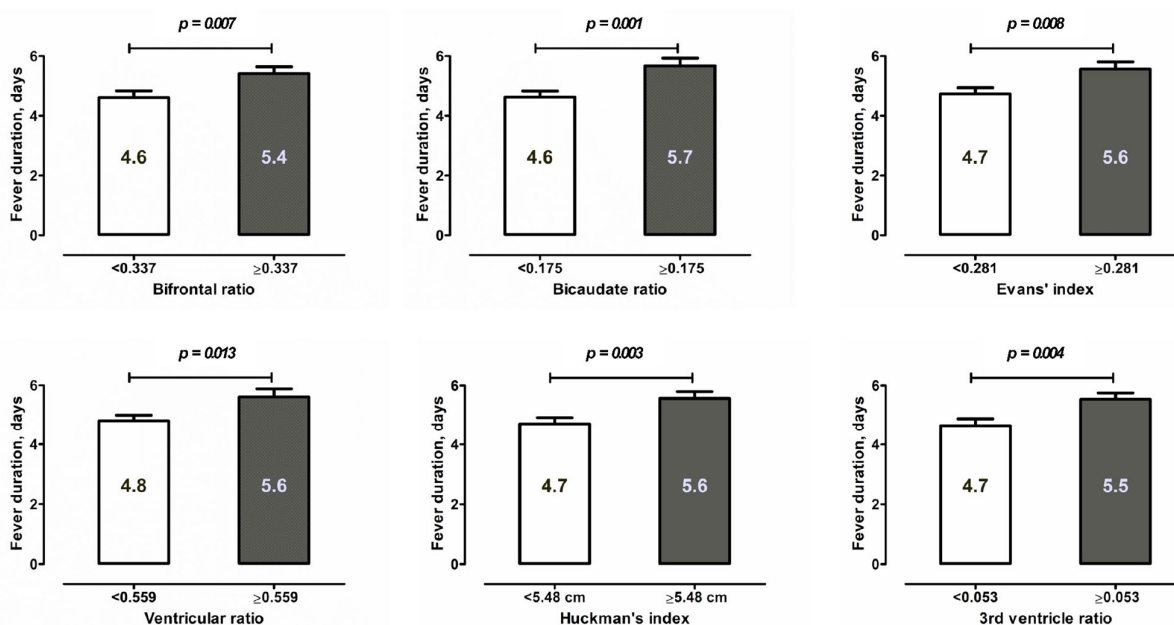 p = 0.007
Fever duration, days
6
4
2
0
4.6
5.4
<0.337
≥0.337
Bifrontal ratio
p = 0.001
Fever duration, days
6
4
2
0
4.6
5.7
<0.175
≥0.175
Bicaudate ratio
p = 0.008
Fever duration, days
6
4
2
0
4.7
5.6
<0.281
≥0.281
Evans' index
p = 0.013
Fever duration, days
6
4
2
0
4.8
5.6
<0.559
≥0.559
Ventricular ratio
p = 0.003
Fever duration, days
6
4
2
0
4.7
5.6
<5.48 cm
≥5.48 cm
Huckman's index
p = 0.004
Fever duration, days
6
4
2
0
4.7
5.5
<0.053
≥0.053
3rd ventricle ratio